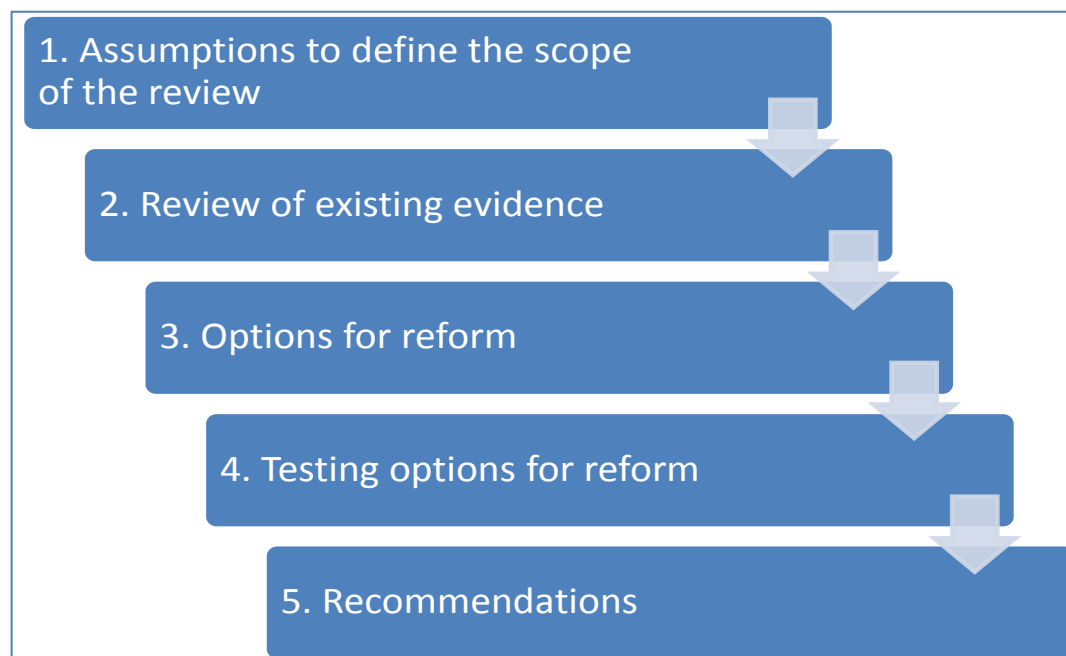 1. Assumptions to define the scope
of the review
2. Review of existing evidence
3. Options for reform
4. Testing options for reform
5. Recommendations